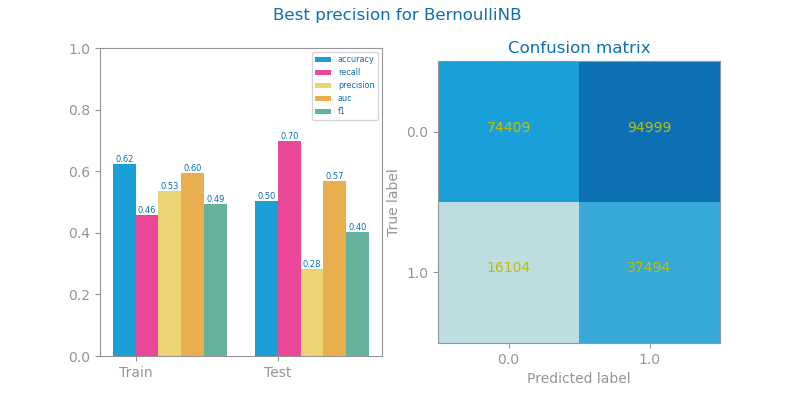 Best precision for BernoulliNB
1.0
0.8
0.6
0.4
0.2
0.0
accuracy
recall
precision
auc
f1
0.62
0.46
0.53
0.60
0.49
0.50
0.70
0.28
0.57
0.40
Train
Test
Confusion matrix
True label
0.0
1.0
74409
94999
16104
37494
0.0
1.0
Predicted label